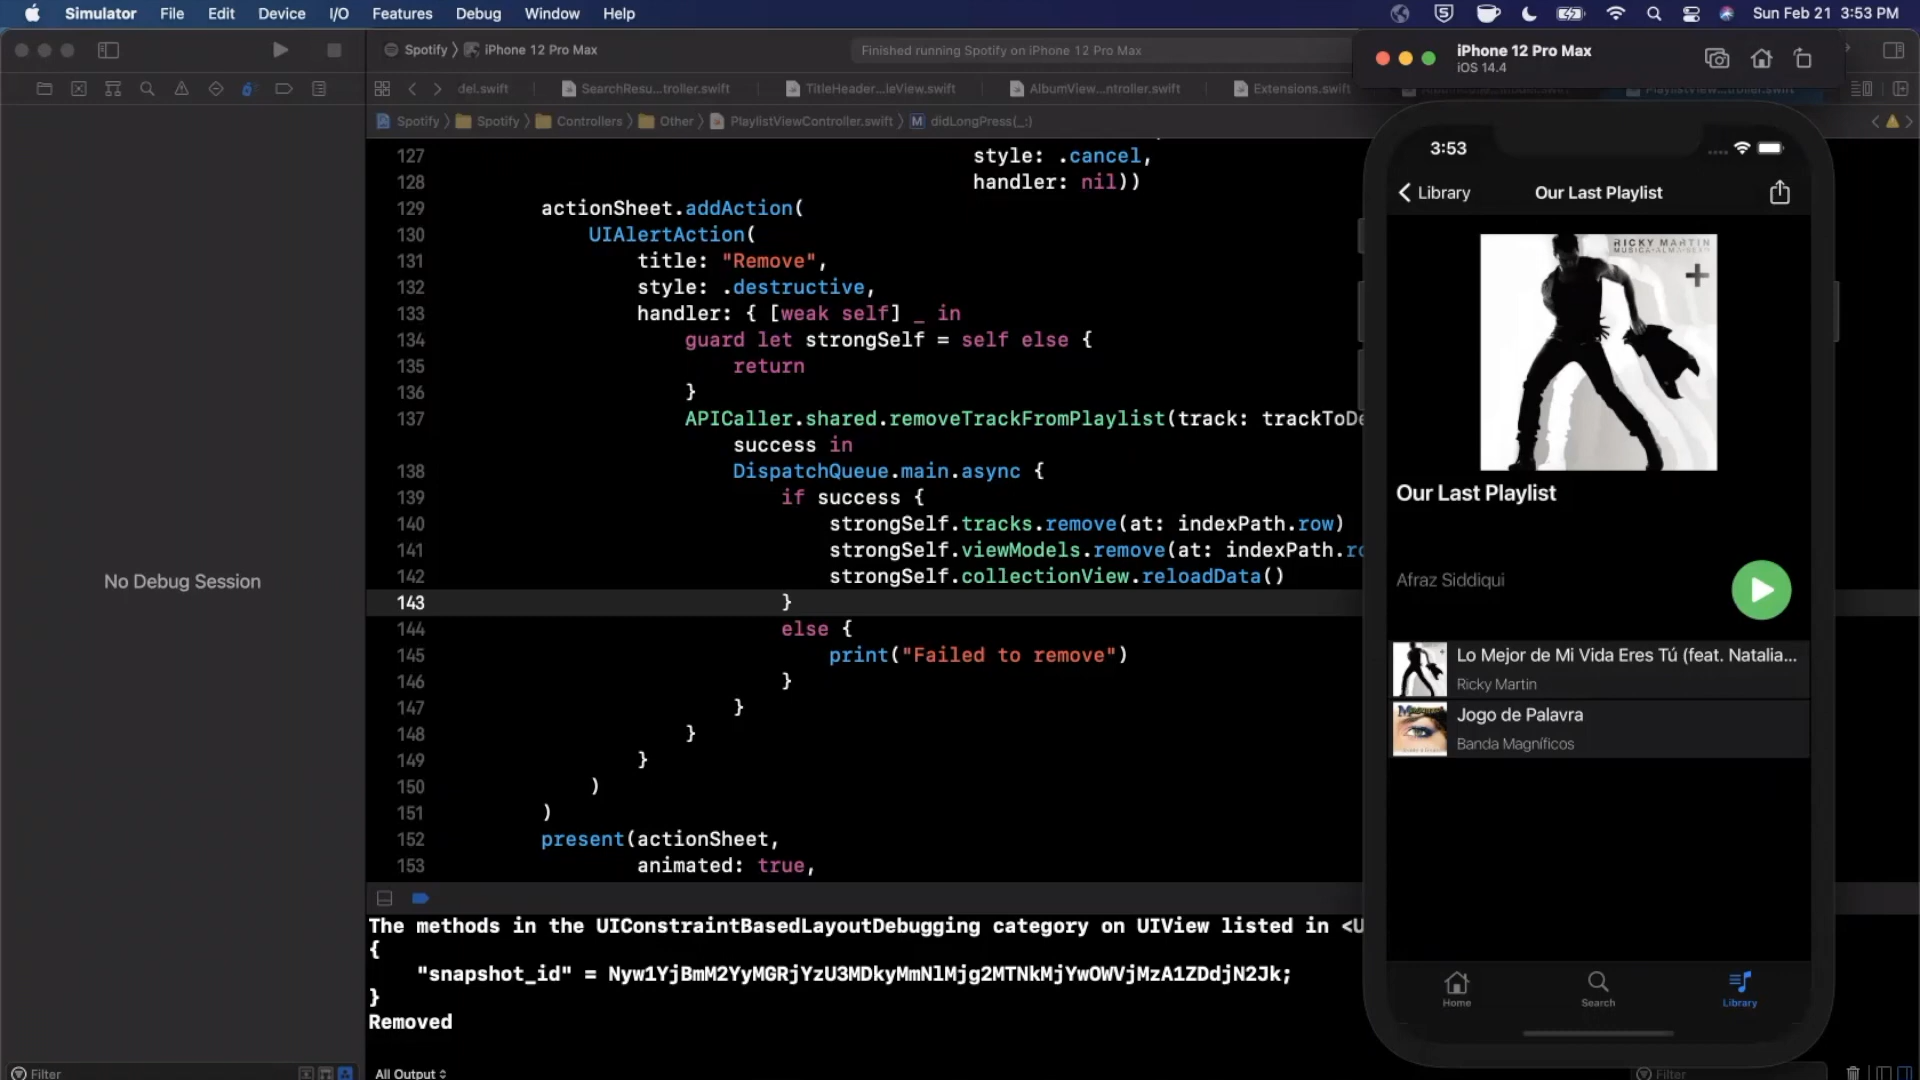 Simulator File Edit Device I/O Features Debug Window Help Sun Feb 21 3:53 PM
Spotify iPhone 12 Pro Max
Finished running Spotify on iPhone 12 Pro Max
iPhone 12 Pro Max
iOS 14.4
del.swift SearchResu...troller.swift TitleHeader...leView.swift AlbumView...ntroller.swift Extensions.swift PlaylistView...troller.swift
Spotify Spotify Controllers Other PlaylistViewController.swift M didLongPress(_:)
127 style: .cancel,
128 handler: nil))
129 actionSheet.addAction(
130 UIAlertAction(
131 title: "Remove",
132 style: .destructive,
133 handler: { [weak self] _ in
134 guard let strongSelf = self else {
135 return
136 }
137 APICaller.shared.removeTrackFromPlaylist(track: trackToDe
success in
138 DispatchQueue.main.async {
139 if success {
140 strongSelf.tracks.remove(at: indexPath.row)
141 strongSelf.viewModels.remove(at: indexPath.ro
142 strongSelf.collectionView.reloadData()
143 }
144 else {
145 print("Failed to remove")
146 }
147 }
148 }
149 }
150 )
151 )
152 present(actionSheet,
153 animated: true,
No Debug Session
The methods in the UIConstraintBasedLayoutDebugging category on UIView listed in <U
{
"snapshot_id" = Nyw1YjBmM2YyMGRjYzU3MDkyMmNlMjg2MTNkMjYwOWVjMzA1ZDdjN2Jk;
}
Removed
Filter
All Output
Filter
3:53
Library Our Last Playlist
RICKY MARTIN
Our Last Playlist
Afraz Siddiqui
Lo Mejor de Mi Vida Eres Tú (feat. Natalia...
Ricky Martin
Jogo de Palavra
Banda Magníficos
Home Search Library